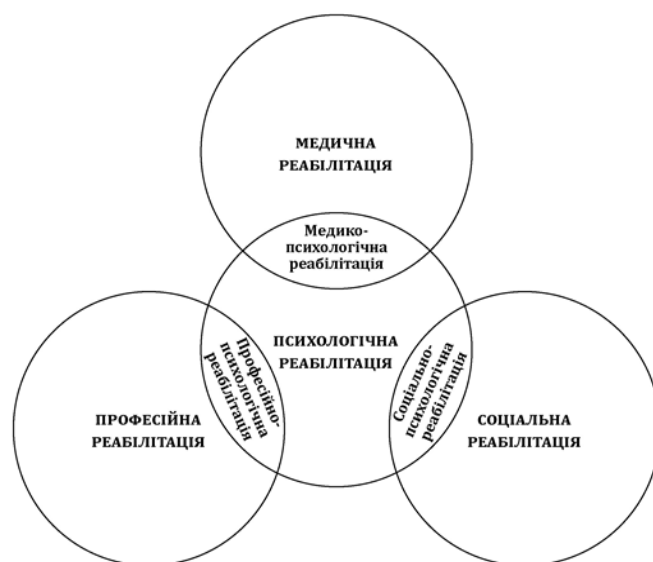 МЕДИЧНА
РЕАБІЛІТАЦІЯ
Медико-
психологічна
реабілітація
ПСИХОЛОГІЧНА
РЕАБІЛІТАЦІЯ
Професійно-
психологічна
реабілітація
Соціально-
психологічна
реабілітація
ПРОФЕСІЙНА
РЕАБІЛІТАЦІЯ
СОЦІАЛЬНА
РЕАБІЛІТАЦІЯ